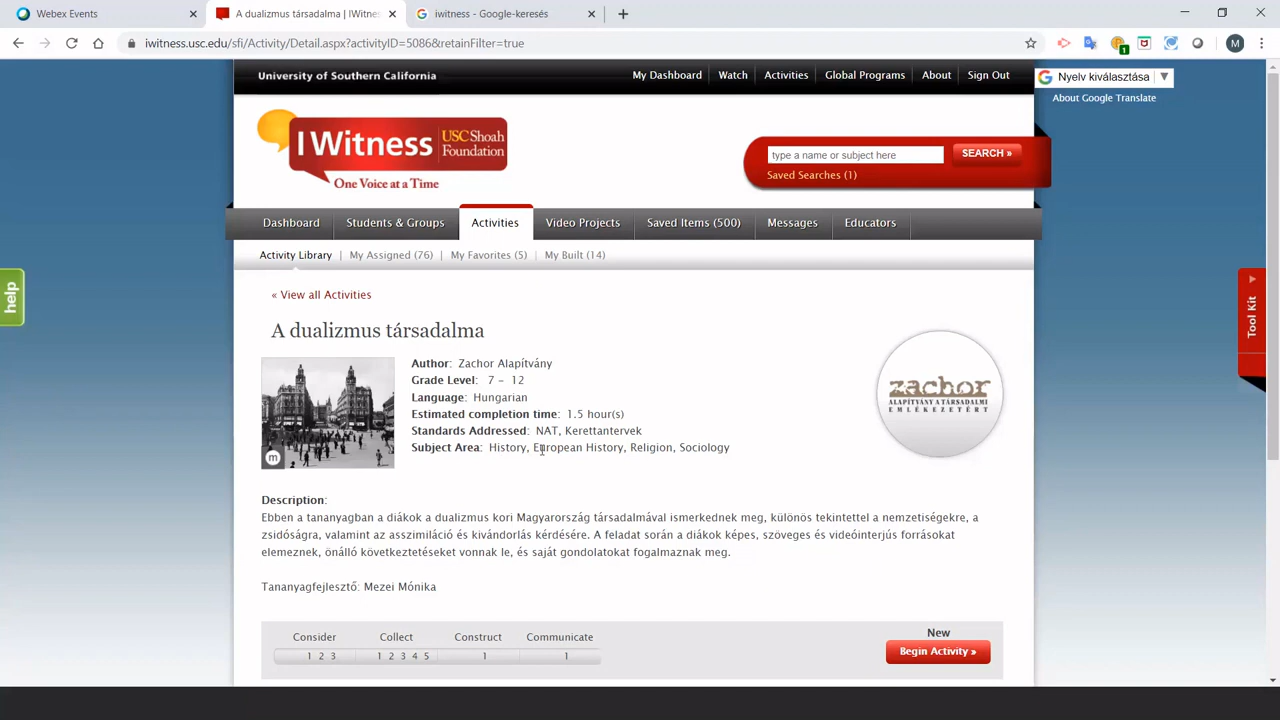 Webex Events
A dualizmus társadalma | IWitnes
iwitness - Google-keresés
iwitness.usc.edu/sfi/Activity/Detail.aspx?activityID=5086&retainFilter=true
1
M
University of Southern California
My Dashboard
Watch
Activities
Global Programs
About
Sign Out
Nyelv kiválasztása
About Google Translate
IWitness
USC Shoah
Foundation
One Voice at a Time
type a name or subject here
SEARCH »
Saved Searches (1)
Dashboard
Students & Groups
Activities
Video Projects
Saved Items (500)
Messages
Educators
Activity Library | My Assigned (76) | My Favorites (5) | My Built (14)
help
Tool Kit
« View all Activities
A dualizmus társadalma
Author: Zachor Alapítvány
Grade Level: 7 - 12
Language: Hungarian
Estimated completion time: 1.5 hour(s)
Standards Addressed: NAT, Kerettantervek
Subject Area: History, European History, Religion, Sociology
m
zachor
ALAPÍTVÁNY A TÁRSADALMI
EMLÉKEZETÉRT
Description:
Ebben a tananyagban a diákok a dualizmus kori Magyarország társadalmával ismerkednek meg, különös tekintettel a nemzetiségekre, a
zsidóságra, valamint az asszimiláció és kivándorlás kérdésére. A feladat során a diákok képes, szöveges és videóinterjús forrásokat
elemeznek, önálló következtetéseket vonnak le, és saját gondolatokat fogalmaznak meg.
Tananyagfejlesztő: Mezei Mónika
Consider
Collect
Construct
Communicate
1 2 3
1 2 3 4 5
1
1
New
Begin Activity »